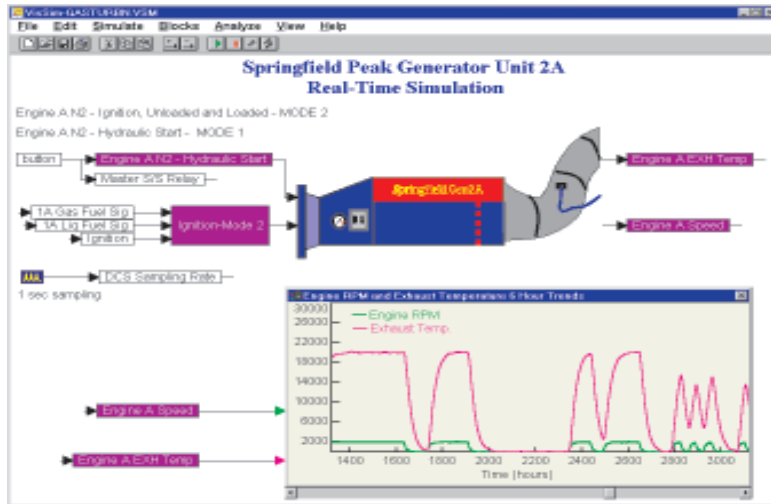 VisSim-GASTURBN.VSM
File Edit Simulate Blocks Analyze View Help
Springfield Peak Generator Unit 2A
Real-Time Simulation
Engine A N2 - Ignition, Unloaded and Loaded - MODE 2
Engine A N2 - Hydraulic Start - MODE 1
button
Engine A N2 - Hydraulic Start
Master S/S Relay
Engine A EXH Temp
Springfield Gen2A
1A Gas Fuel Sig
1A Liq Fuel Sig
Ignition
Ignition-Mode 2
Engine A Speed
DCS Sampling Rate
1 sec sampling
Engine RPM and Exhaust Temperature 6 Hour Trends
Engine RPM
Exhaust Temp.
30000
26000
22000
18000
14000
10000
6000
2000
1400 1600 1800 2000 2200 2400 2600 2800 3000
Time (hours)
Engine A Speed
Engine A EXH Temp